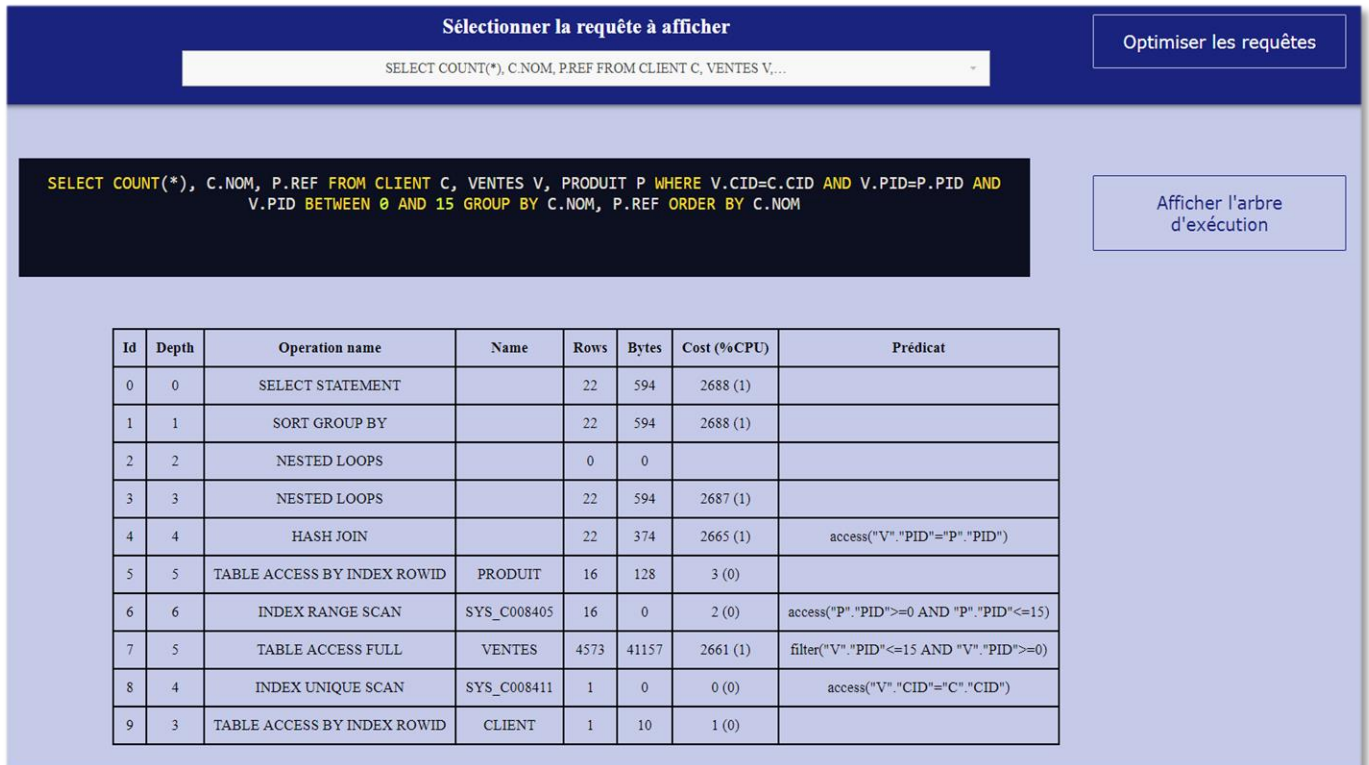 Sélectionner la requête à afficher
Optimiser les requêtes
SELECT COUNT(*), C.NOM, P.REF FROM CLIENT C, VENTES V,...
SELECT COUNT(*), C.NOM, P.REF FROM CLIENT C, VENTES V, PRODUIT P WHERE V.CID=C.CID AND V.PID=P.PID AND
V.PID BETWEEN 0 AND 15 GROUP BY C.NOM, P.REF ORDER BY C.NOM
Afficher l'arbre
d'exécution
Id Depth Operation name Name Rows Bytes Cost (%CPU) Prédicat
0 0 SELECT STATEMENT 22 594 2688 (1)
1 1 SORT GROUP BY 22 594 2688 (1)
2 2 NESTED LOOPS 0 0
3 3 NESTED LOOPS 22 594 2687 (1)
4 4 HASH JOIN 22 374 2665 (1) access("V"."PID"="P"."PID")
5 5 TABLE ACCESS BY INDEX ROWID PRODUIT 16 128 3 (0)
6 6 INDEX RANGE SCAN SYS_C008405 16 0 2 (0) access("P"."PID">=0 AND "P"."PID"<=15)
7 5 TABLE ACCESS FULL VENTES 4573 41157 2661 (1) filter("V"."PID"<=15 AND "V"."PID">=0)
8 4 INDEX UNIQUE SCAN SYS_C008411 1 0 0 (0) access("V"."CID"="C"."CID")
9 3 TABLE ACCESS BY INDEX ROWID CLIENT 1 10 1 (0)